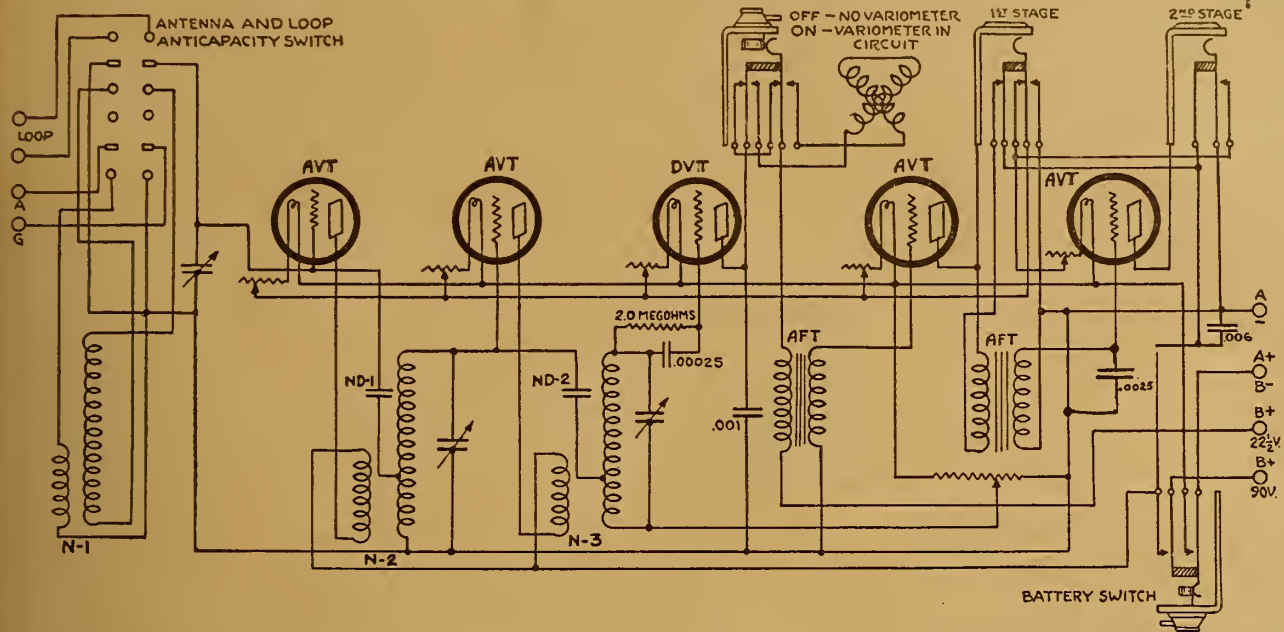 ANTENNA AND LOOP
ANTICAPACITY SWITCH
OFF – NO VARIOMETER
ON – VARIOMETER IN
CIRCUIT
1ST STAGE
2ND STAGE
LOOP
A
G
AVT
AVT
DVT
AVT
AVT
2.0 MEGOHMS
.00025
AFT
AFT
.006
.0025
.001
ND-1
ND-2
N-1
N-2
N-3
A
–
A+
B-
B+
22½V.
B+
90V.
BATTERY SWITCH